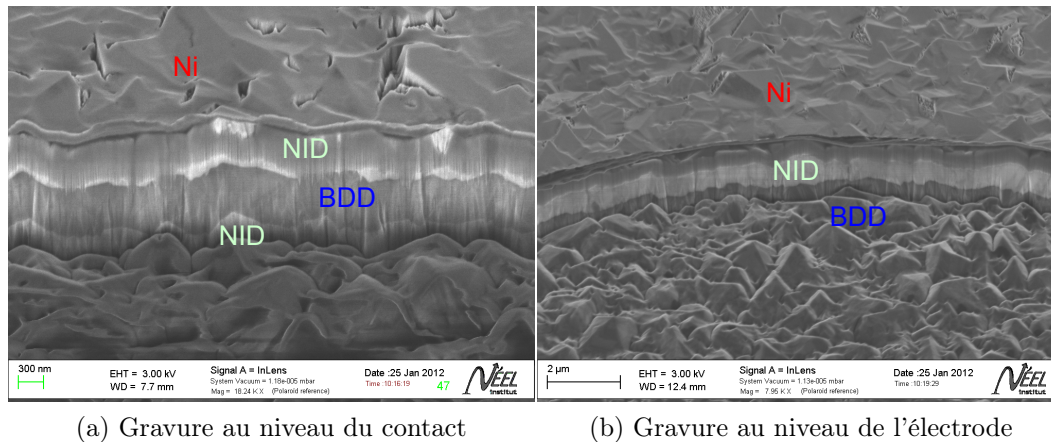 Ni
NID
BDD
NID
300 nm
EHT = 3.00 kV
WD = 7.7 mm
Signal A = InLens
System Vacuum = 1.18e-005 mbar
Mag = 18.24 K X (Polaroid reference)
Date :25 Jan 2012
Time :10:16:19
47
NÉEL
institut
Ni
NID
BDD
2 µm
EHT = 3.00 kV
WD = 12.4 mm
Signal A = InLens
System Vacuum = 1.13e-005 mbar
Mag = 7.95 K X (Polaroid reference)
Date :25 Jan 2012
Time :10:19:29
NÉEL
institut
(a) Gravure au niveau du contact
(b) Gravure au niveau de l'électrode